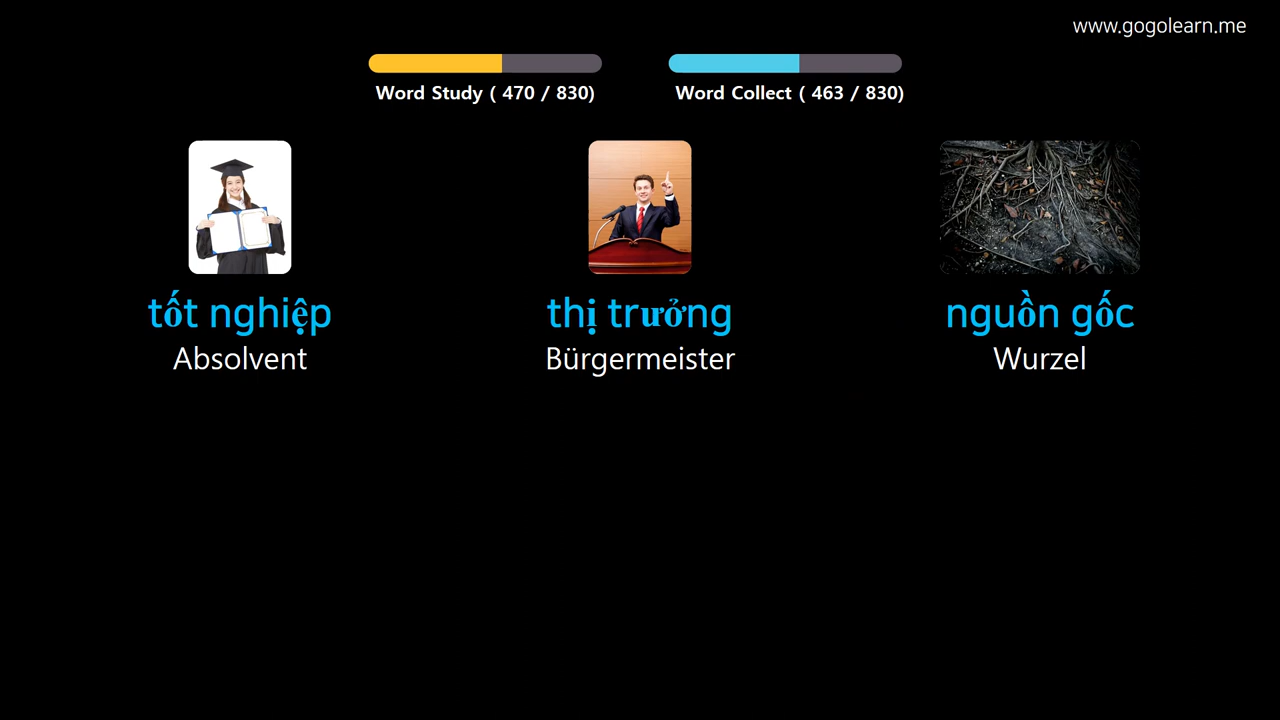 www.gogolearn.me
Word Study ( 470 / 830)
Word Collect ( 463 / 830)
tốt nghiệp
Absolvent
thị trưởng
Bürgermeister
nguồn gốc
Wurzel